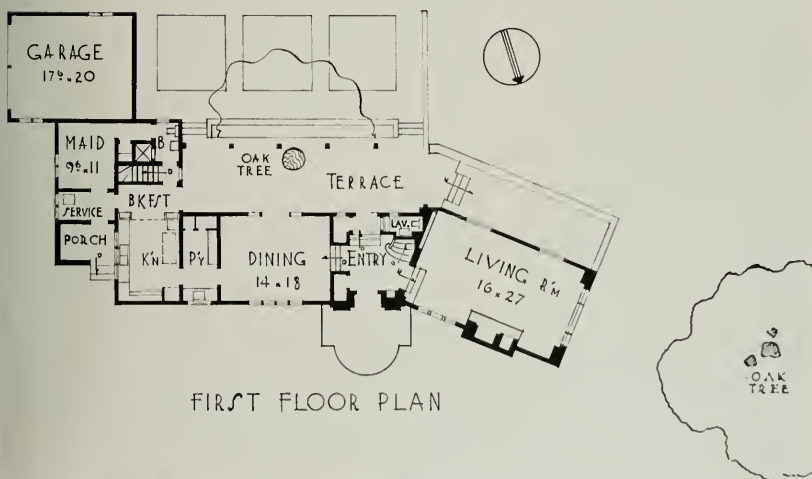 GARAGE
17⁶ x 20
MAID
9⁶ x 11
B
OAK
TREE
TERRACE
BKFST
SERVICE
PORCH
K'N
P'Y
DINING
14 x 18
LAV.
ENTRY
LIVING R'M
16 x 27
OAK
TREE
FIRST FLOOR PLAN